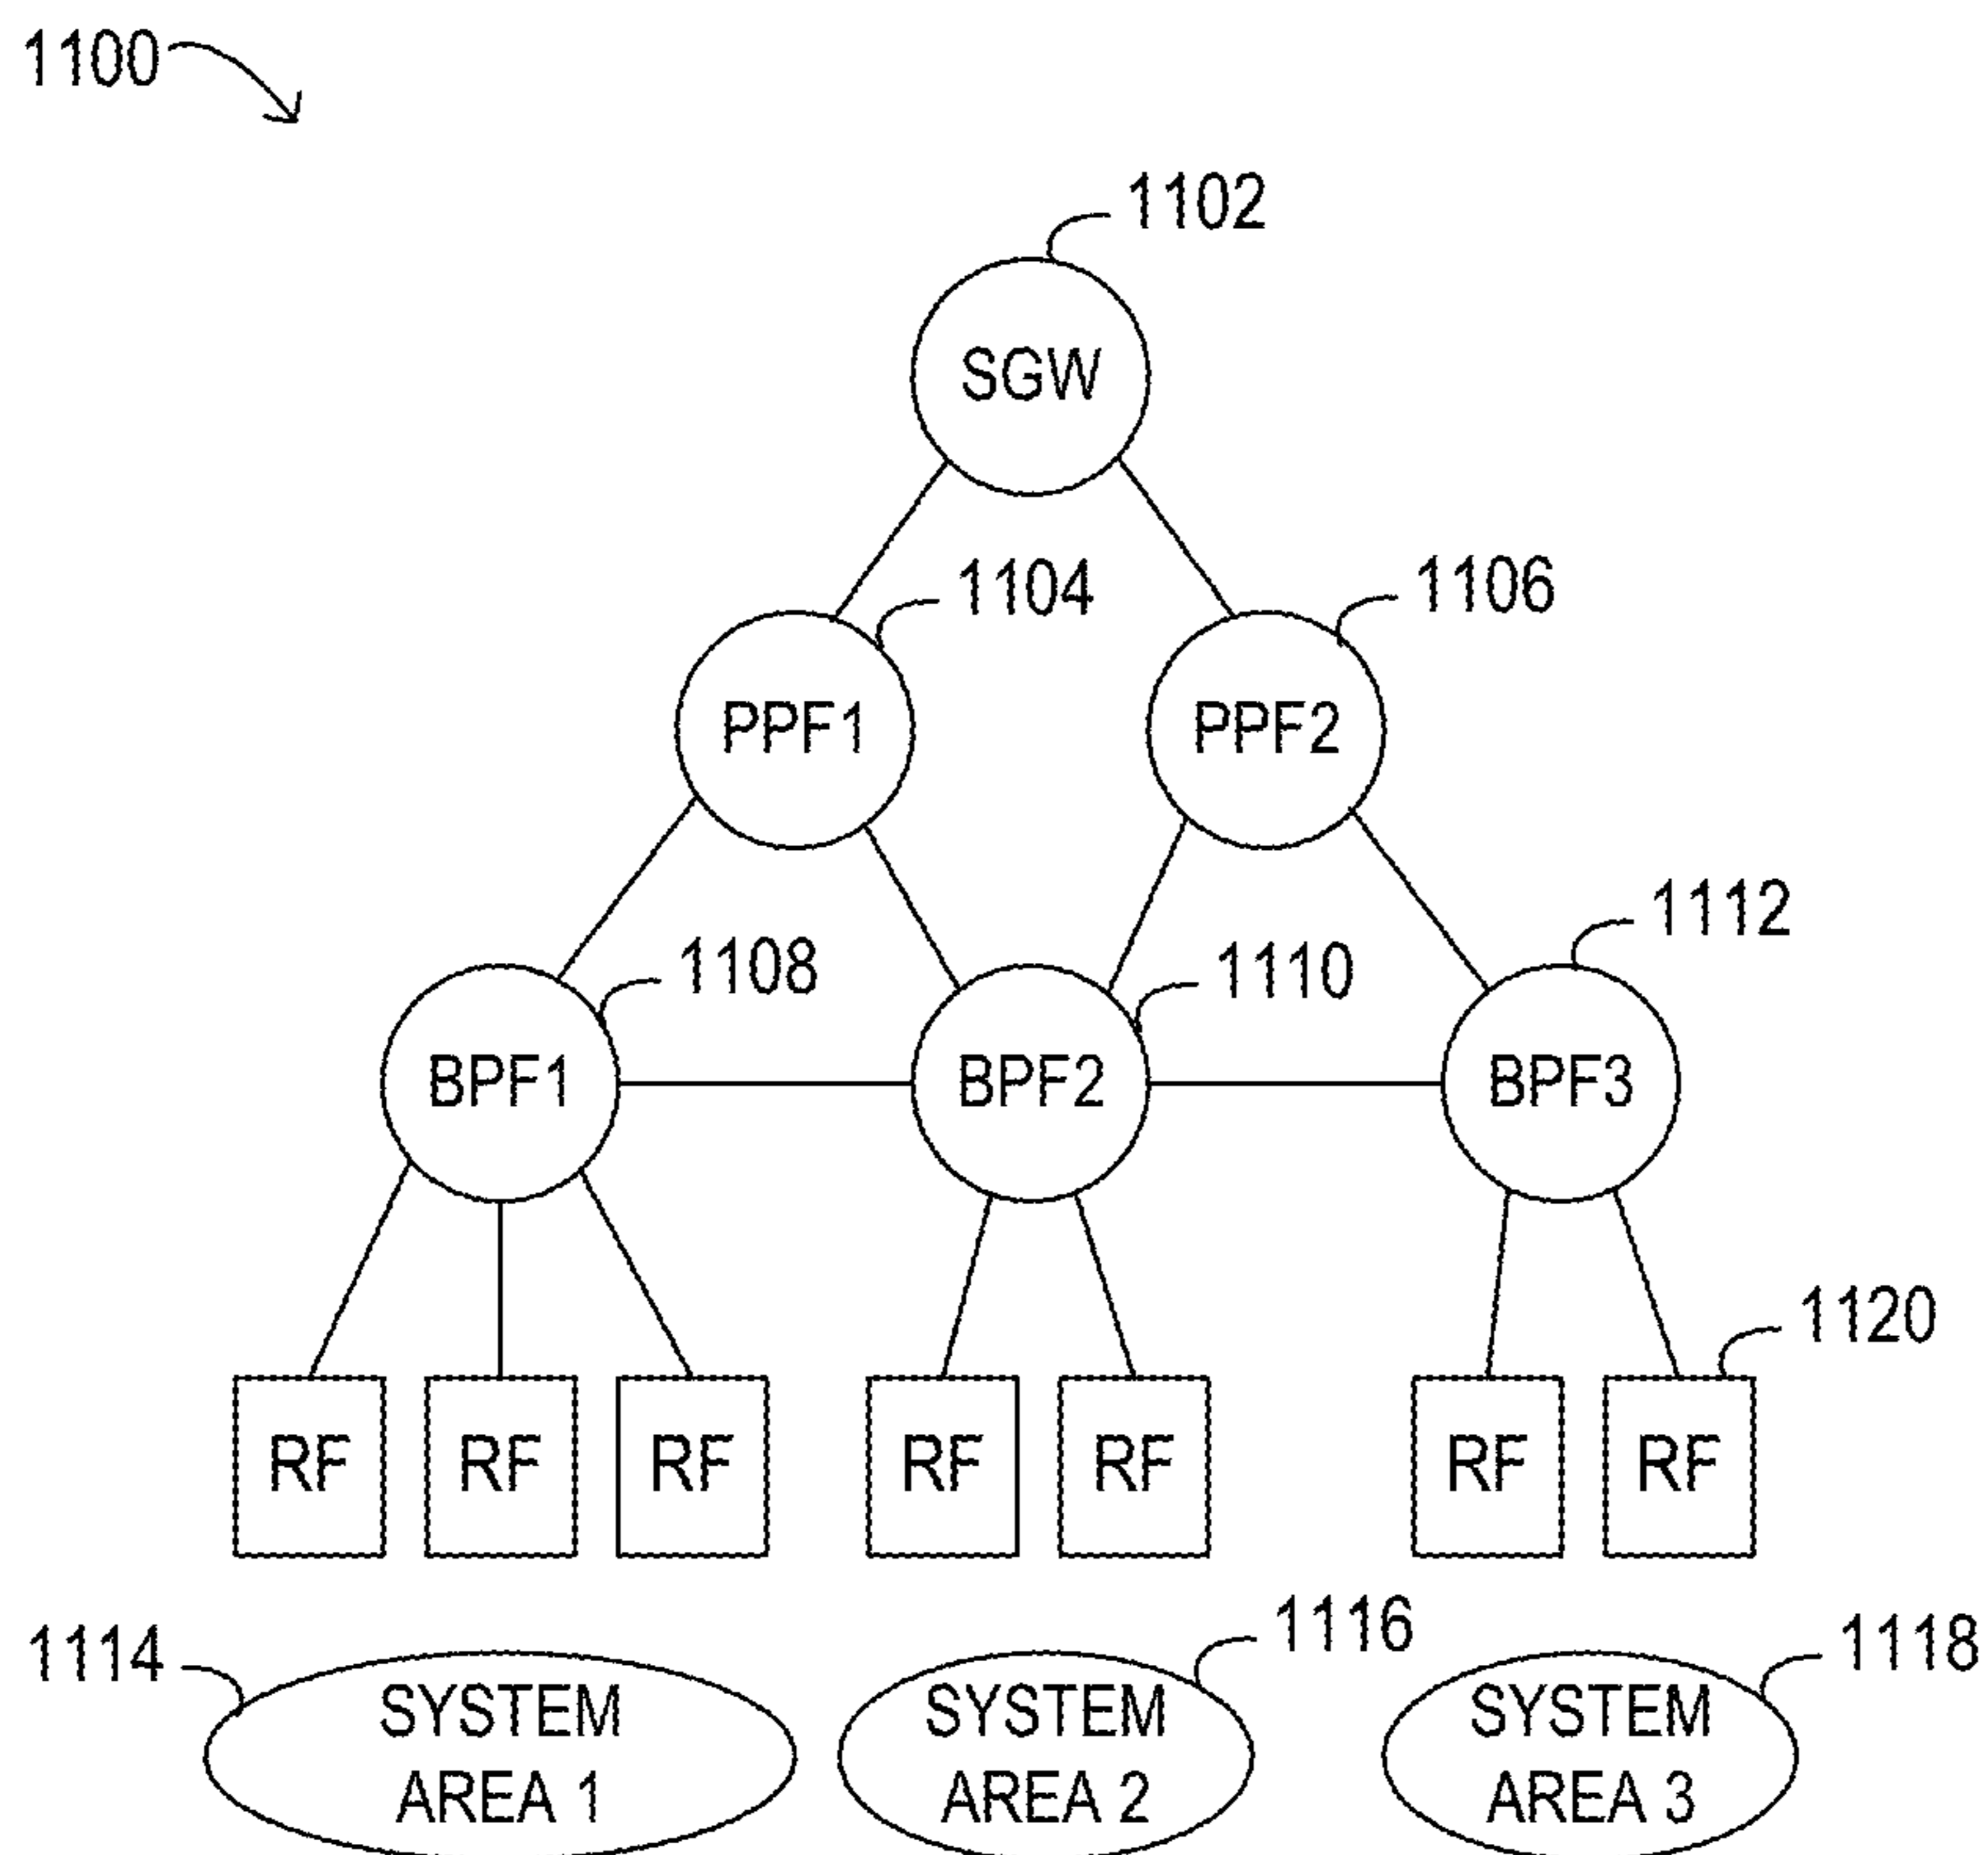 1100
1102
SGW
1104
1106
PPF1
PPF2
1108
1110
1112
BPF1
BPF2
BPF3
1120
RF
RF
RF
RF
RF
RF
RF
1114
1116
1118
SYSTEM
AREA 1
SYSTEM
AREA 2
SYSTEM
AREA 3